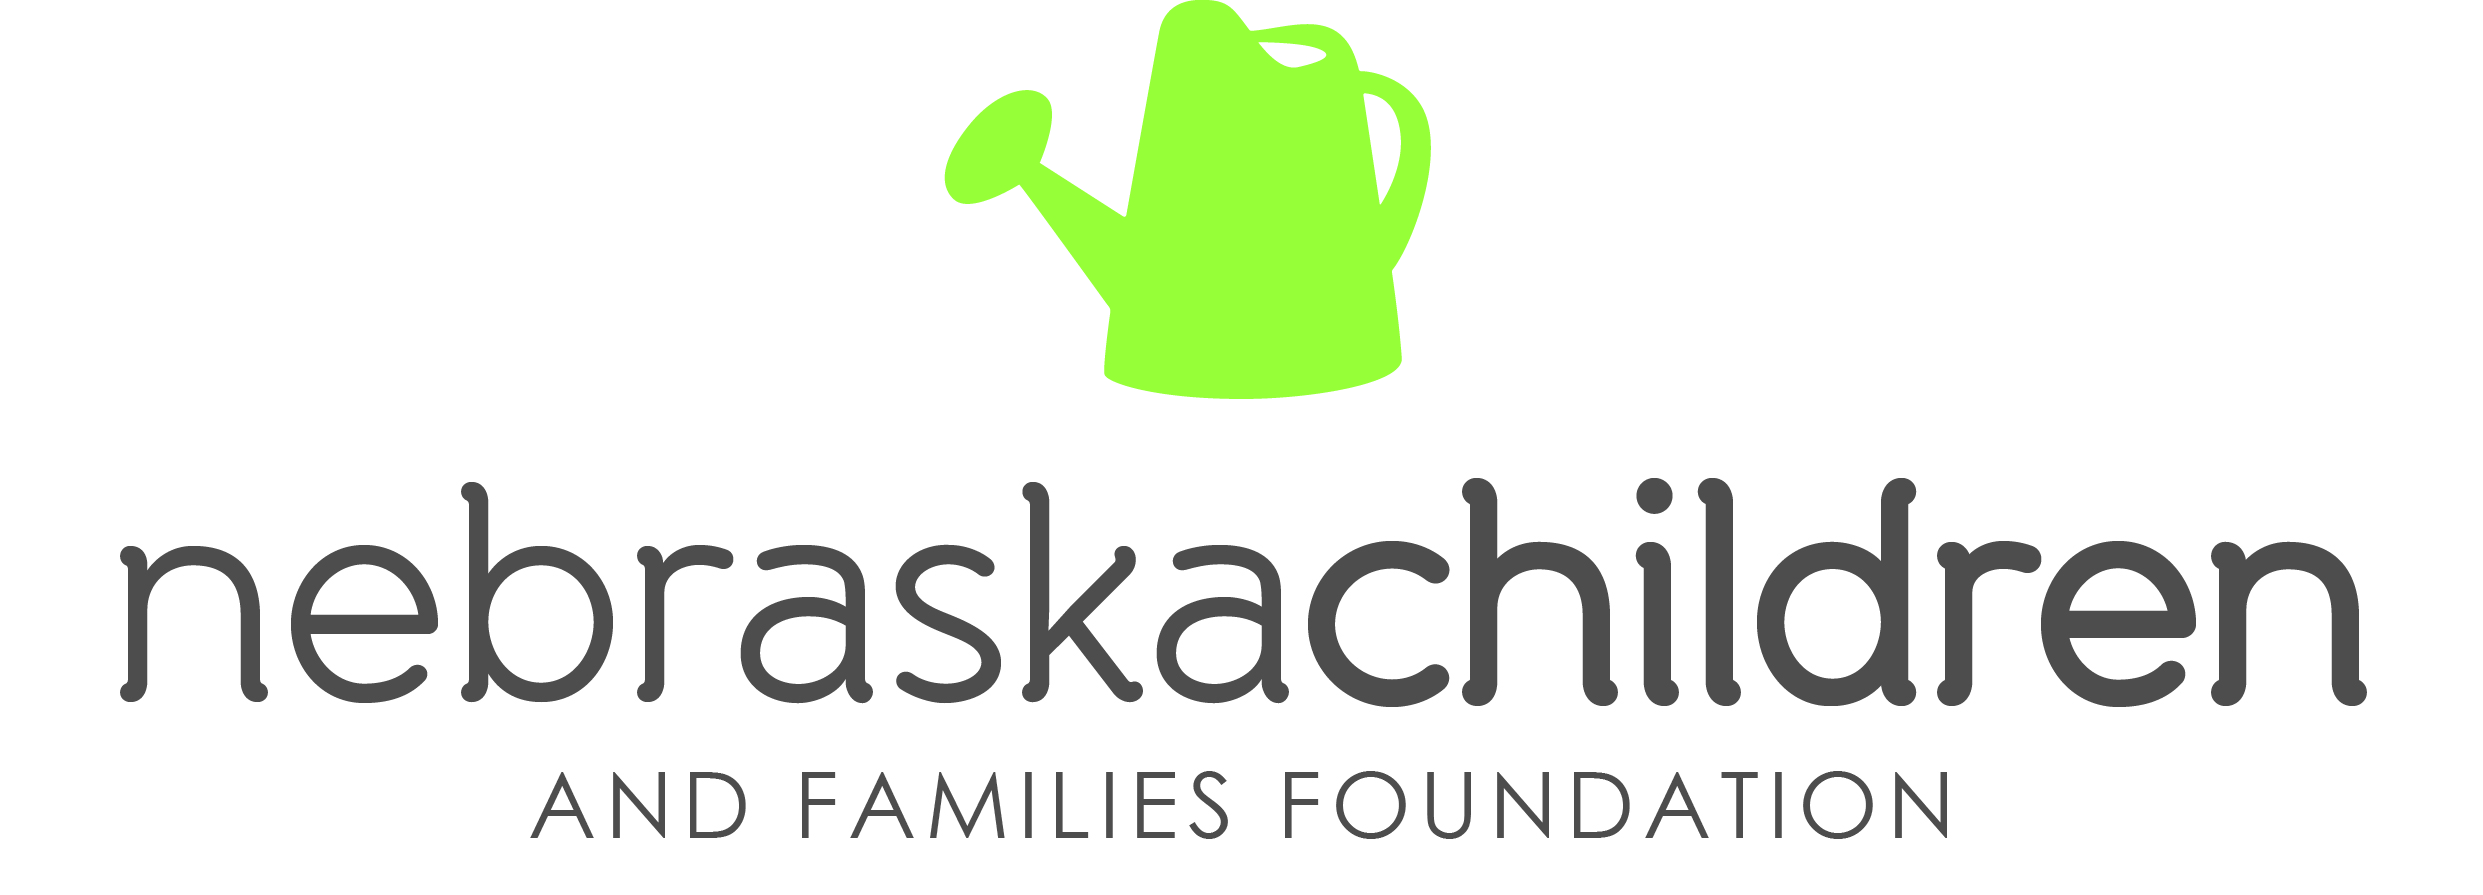 nebraskachildren
AND FAMILIES FOUNDATION